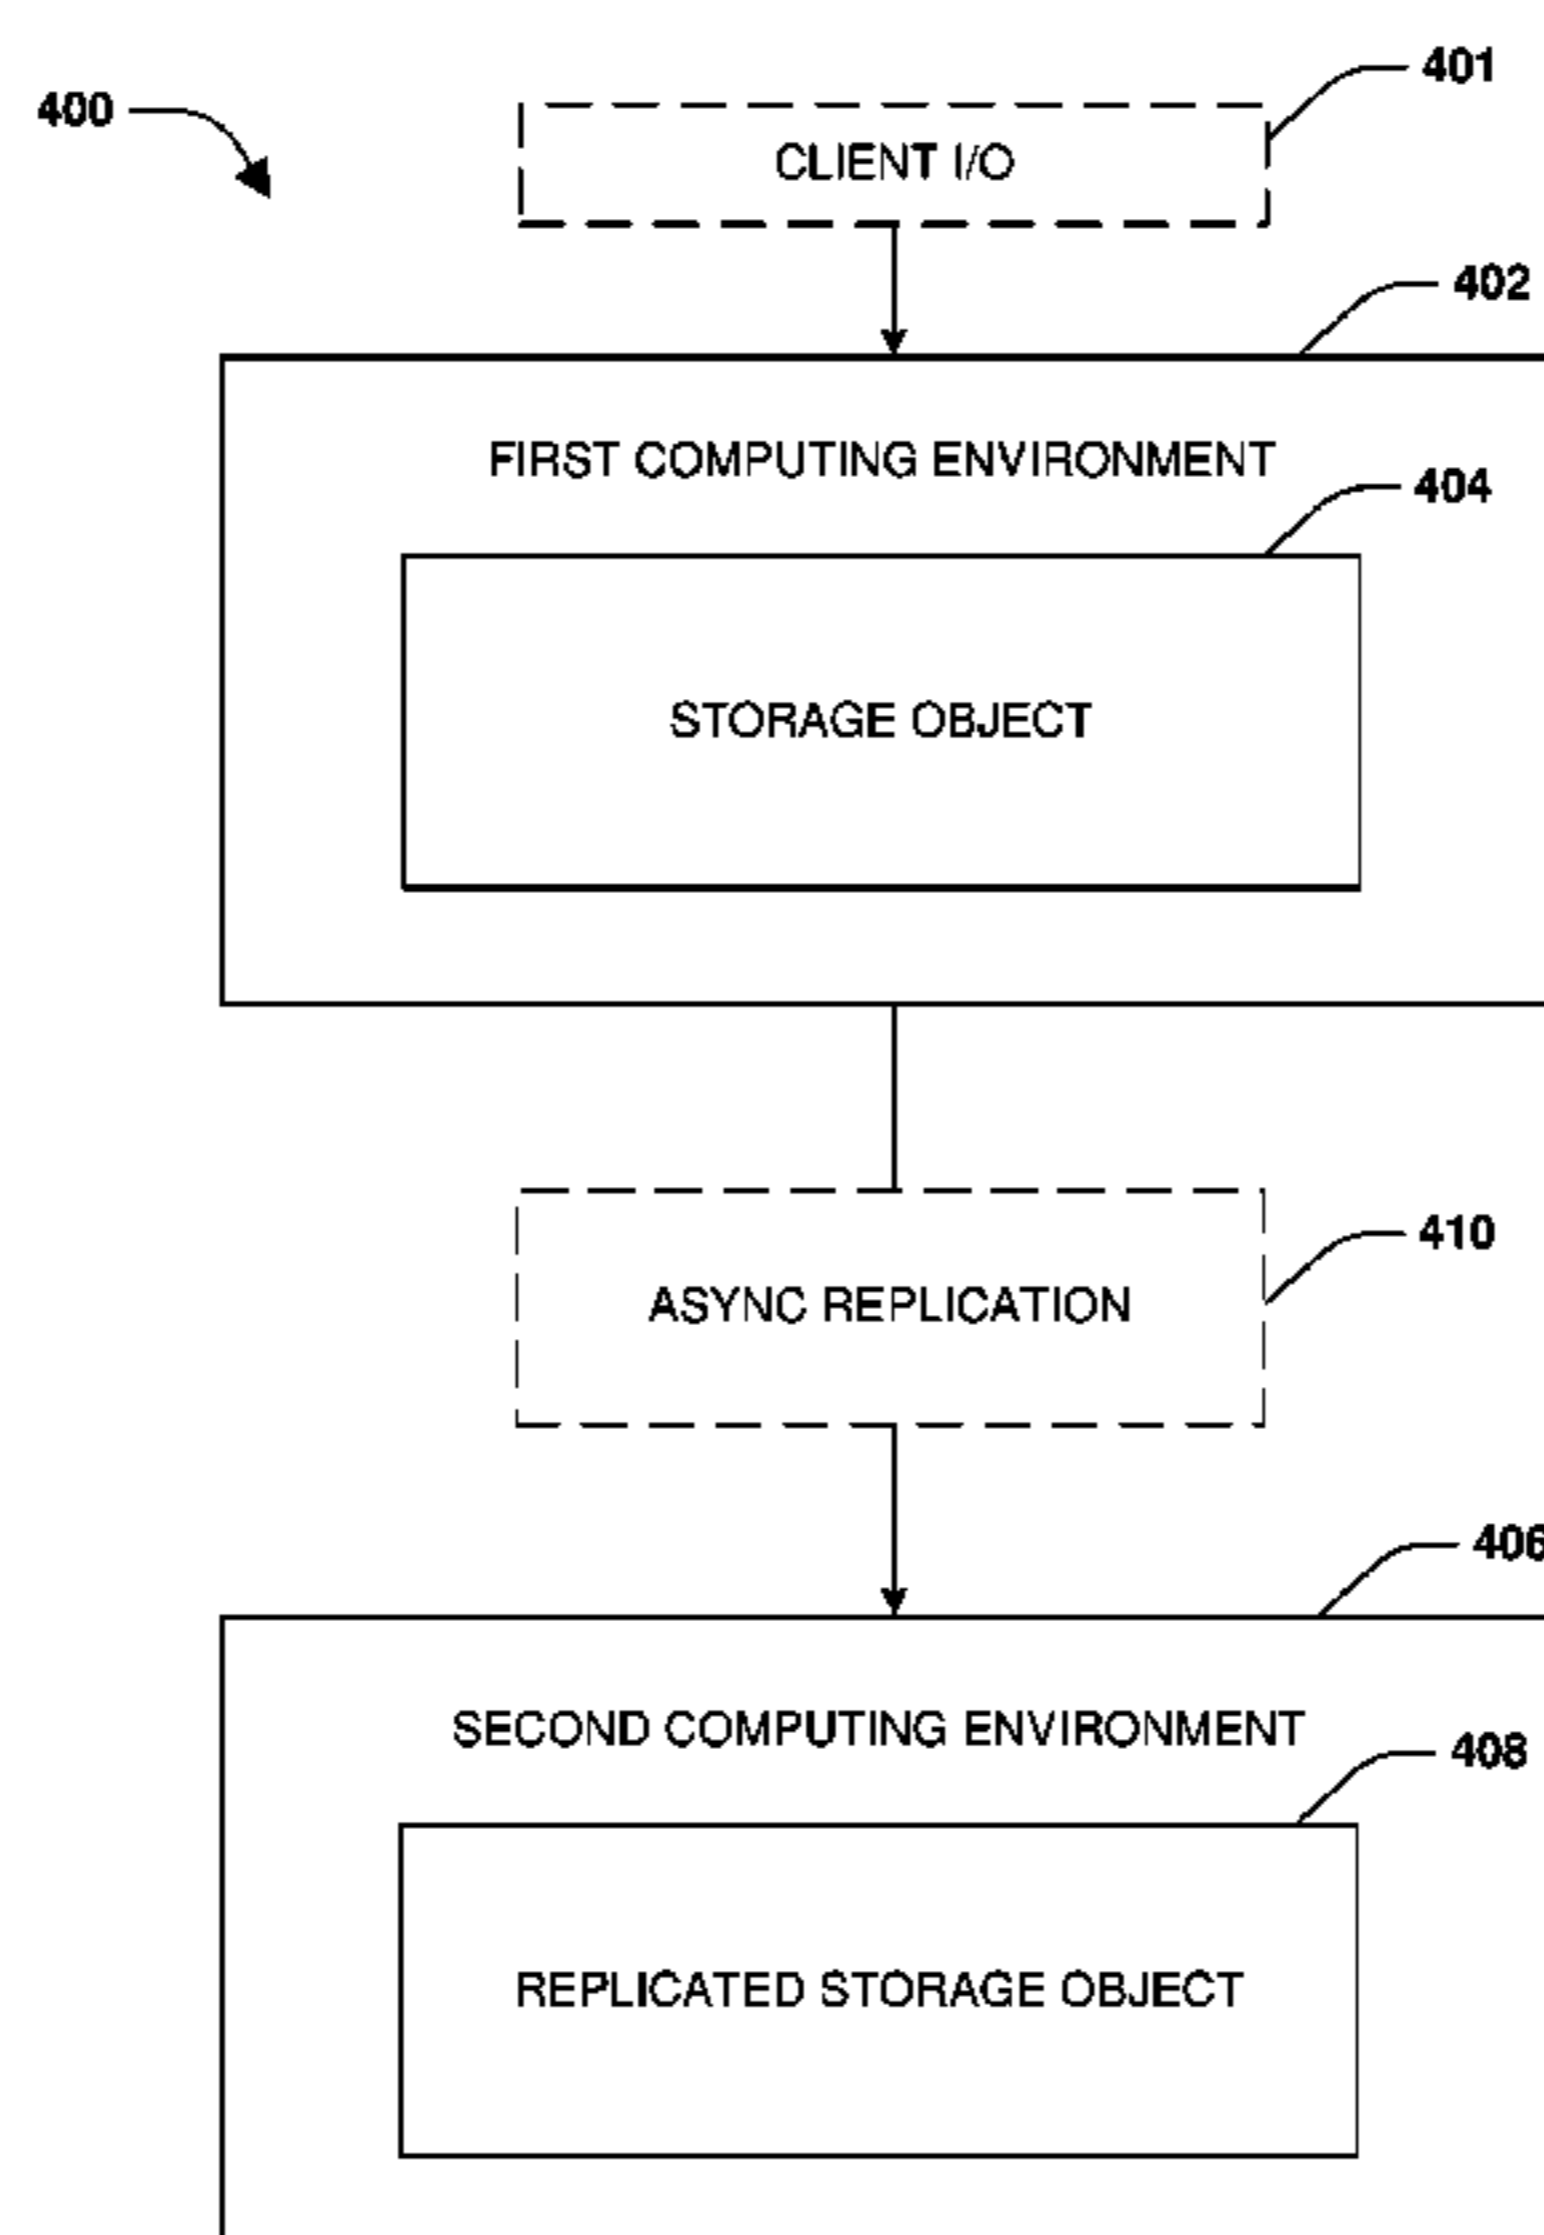 401
400
CLIENT I/O
402
FIRST COMPUTING ENVIRONMENT
404
STORAGE OBJECT
410
ASYNC REPLICATION
406
SECOND COMPUTING ENVIRONMENT
408
REPLICATED STORAGE OBJECT